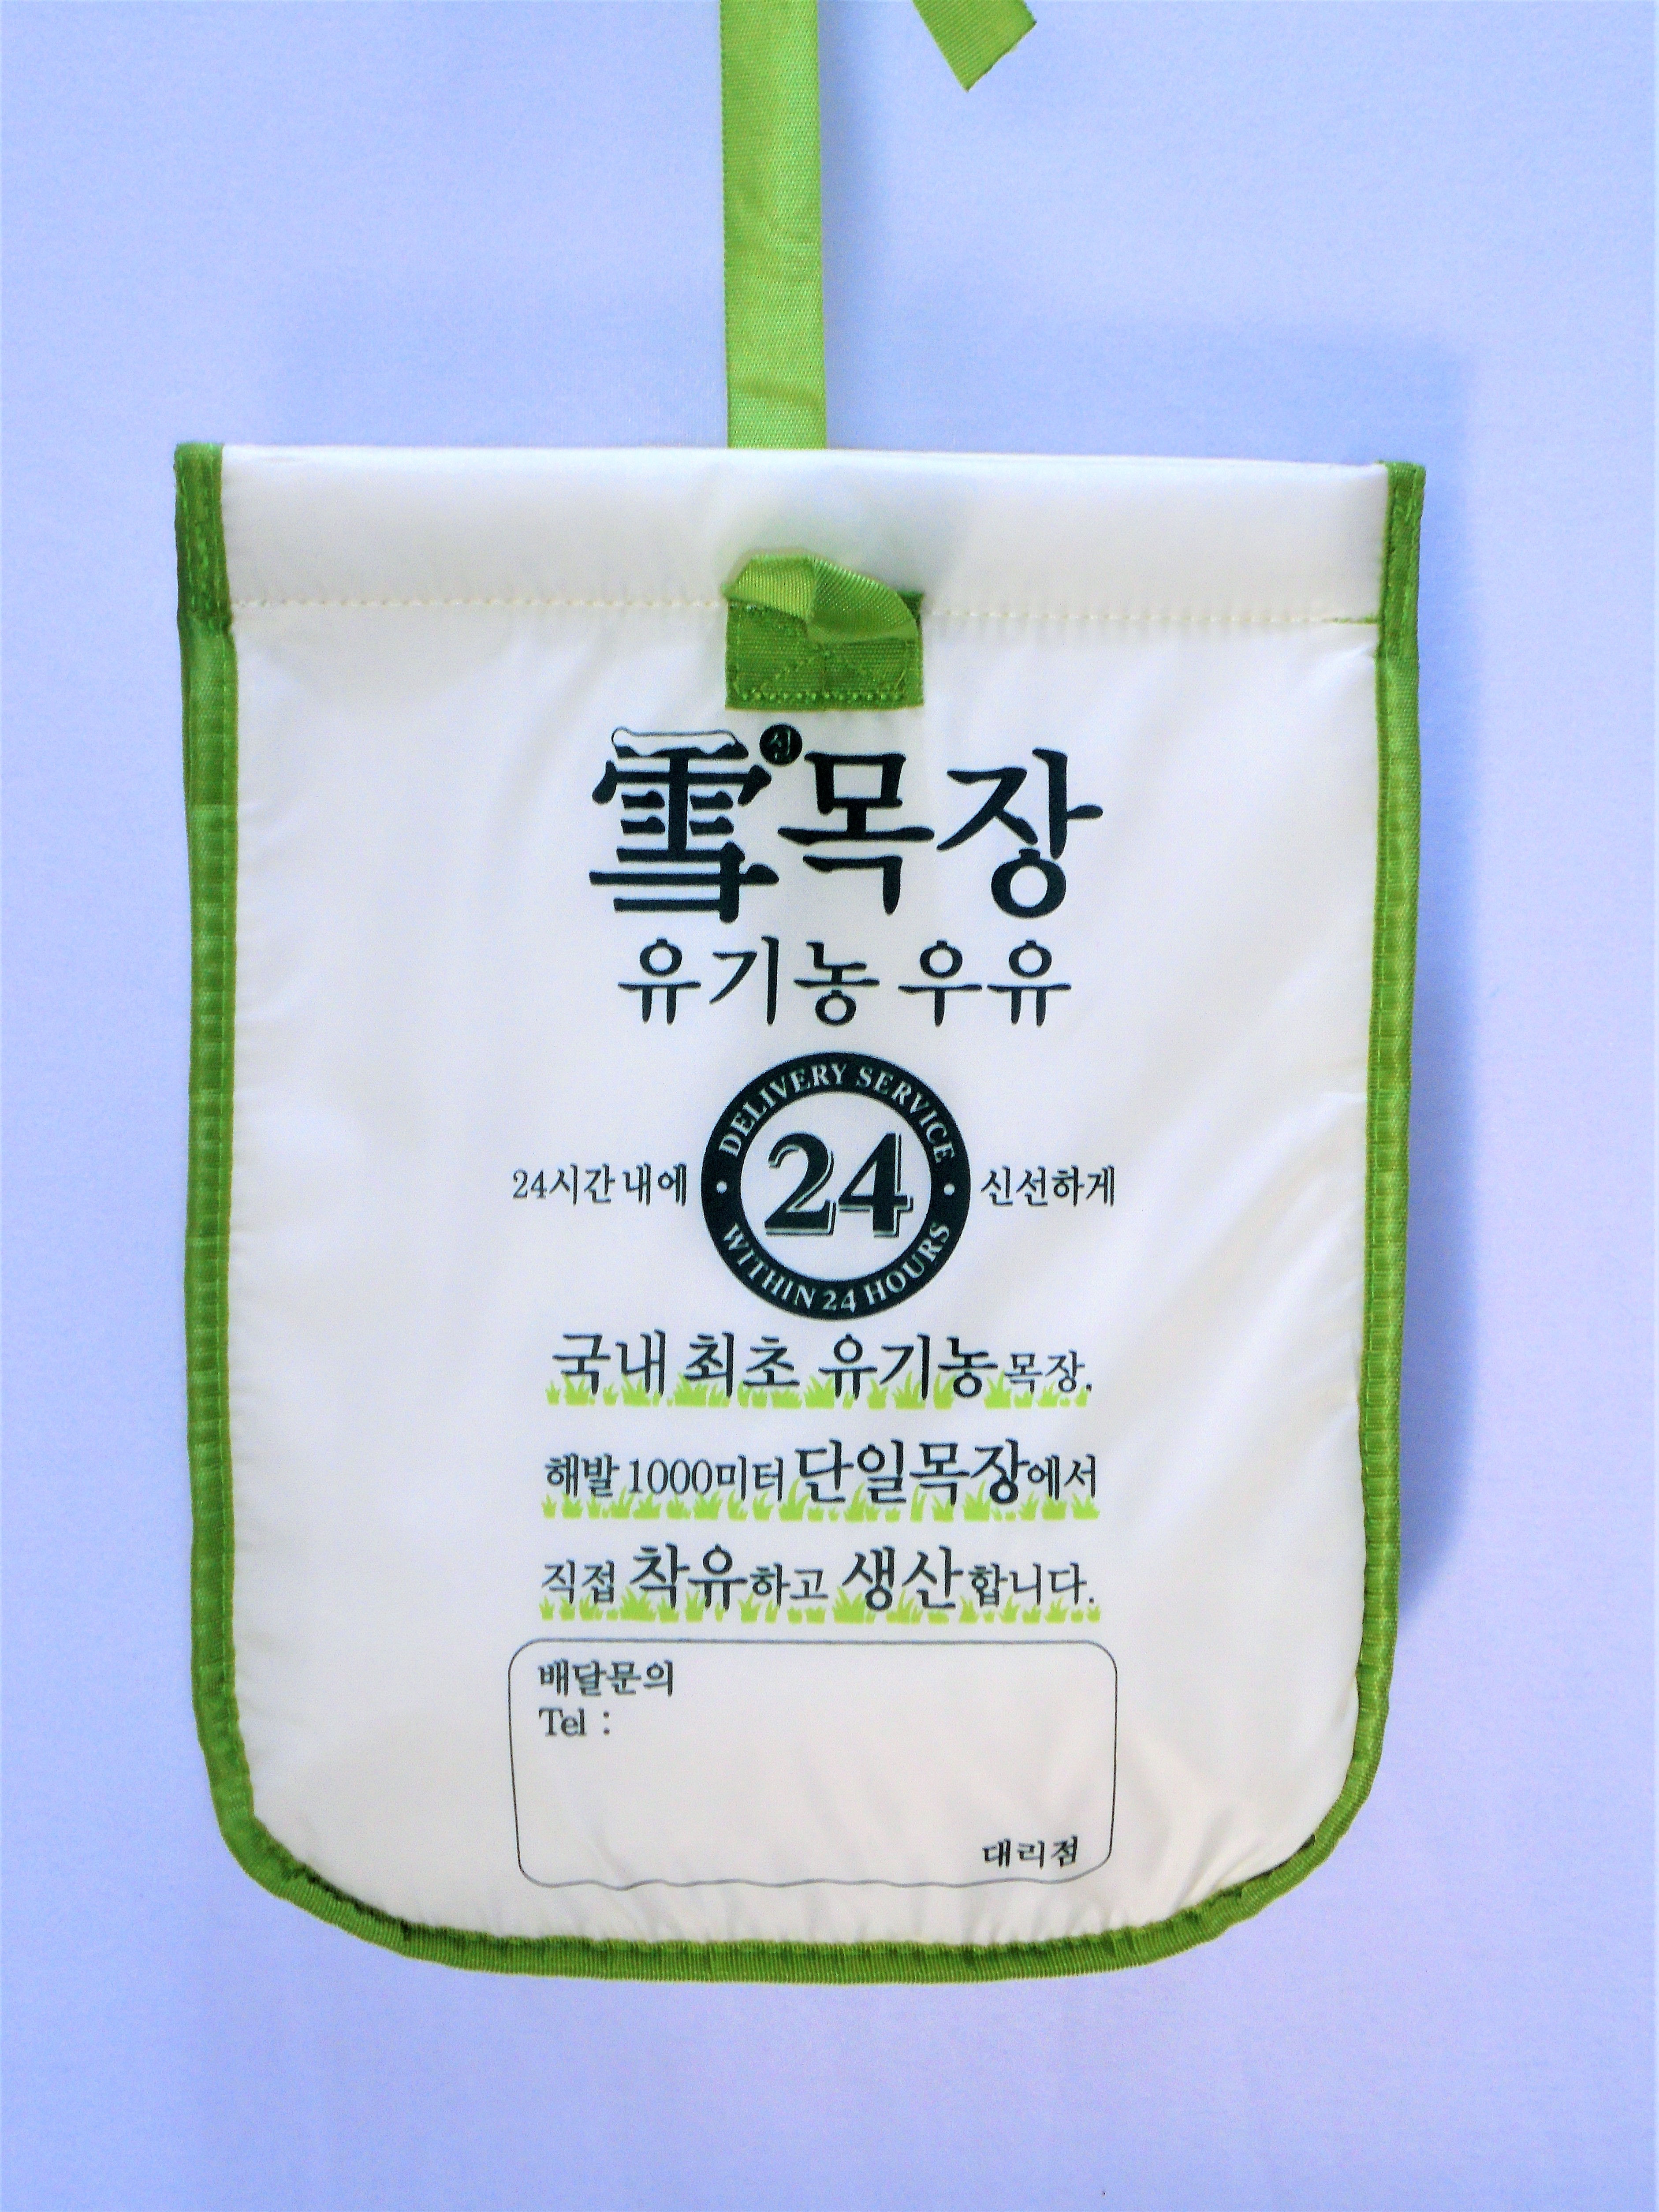 雪신목장
유기농 우유
DELIVERY SERVICE
24시간 내에 24 신선하게
WITHIN 24 HOURS
국내 최초 유기농 목장.
해발 1000미터 단일목장에서
직접 착유하고 생산합니다.
배달문의
Tel :
대리점